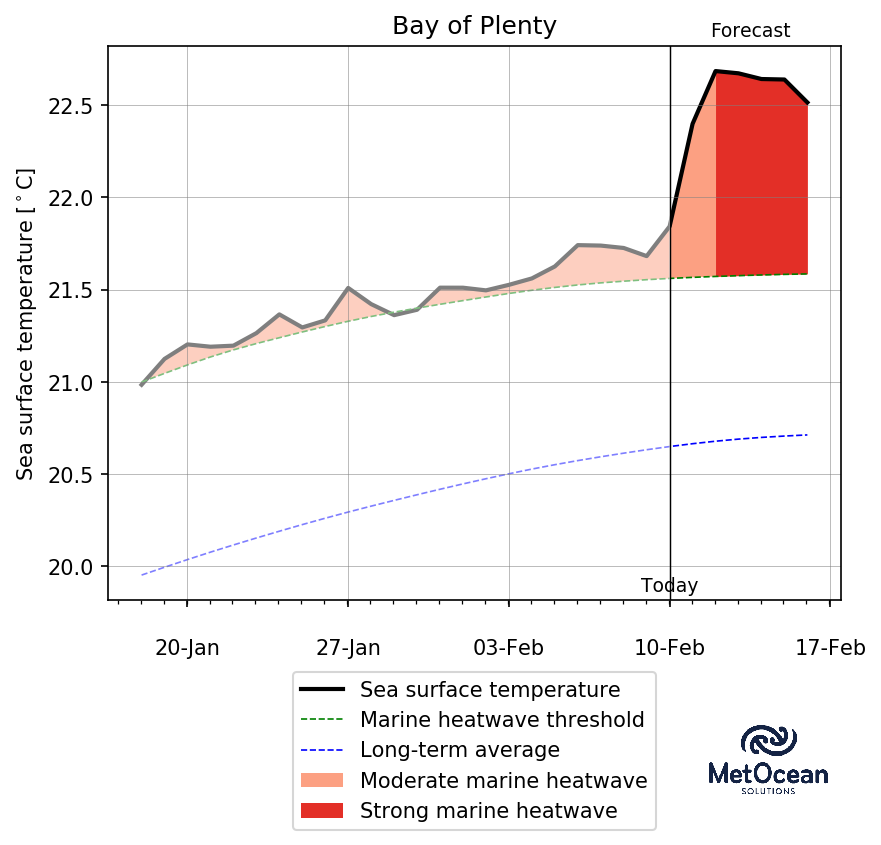 Bay of Plenty
Forecast
Sea surface temperature [°C]
22.5
22.0
21.5
21.0
20.5
20.0
Today
20-Jan
27-Jan
03-Feb
10-Feb
17-Feb
Sea surface temperature
Marine heatwave threshold
Long-term average
Moderate marine heatwave
Strong marine heatwave
MetOcean
SOLUTIONS